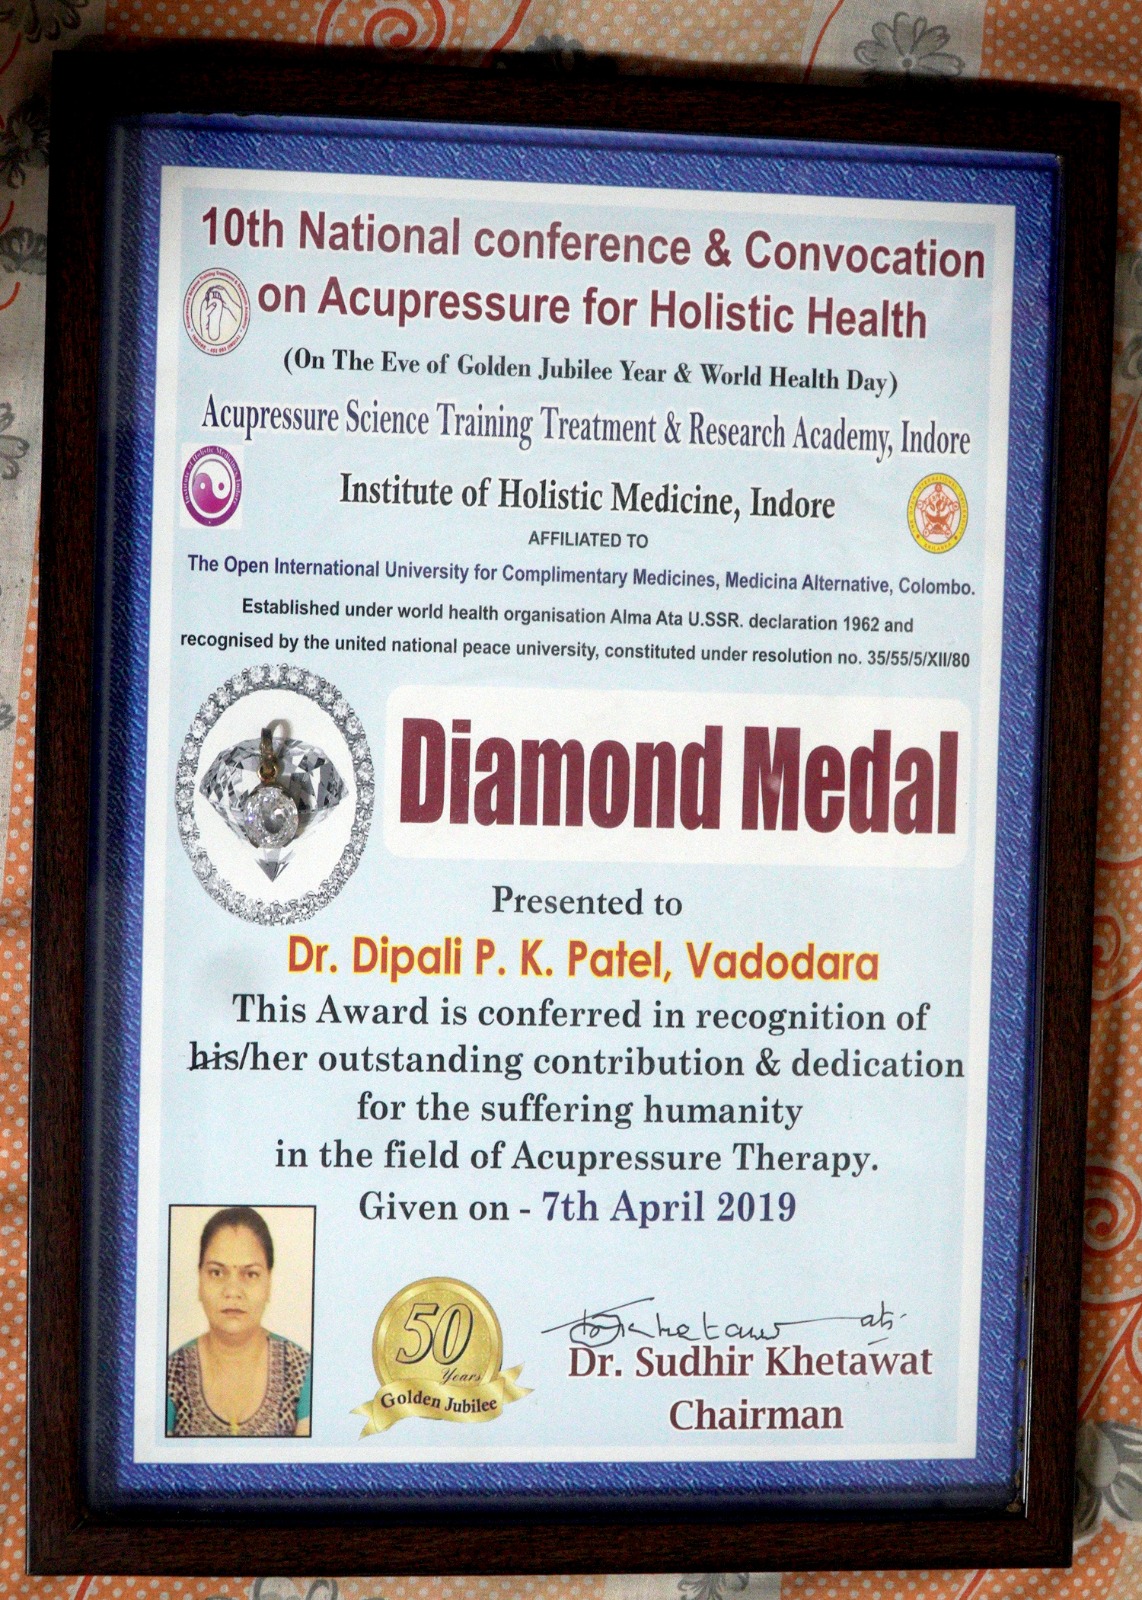 10th National conference & Convocation
on Acupressure for Holistic Health
(On The Eve of Golden Jubilee Year & World Health Day)
Acupressure Science Training Treatment & Research Academy, Indore
Institute of Holistic Medicine, Indore
AFFILIATED TO
The Open International University for Complimentary Medicines, Medicina Alternative, Colombo.
Established under world health organisation Alma Ata U.SSR. declaration 1962 and
recognised by the united national peace university, constituted under resolution no. 35/55/5/XII/80
Diamond Medal
Presented to
Dr. Dipali P. K. Patel, Vadodara
This Award is conferred in recognition of
his/her outstanding contribution & dedication
for the suffering humanity
in the field of Acupressure Therapy.
Given on - 7th April 2019
50
Years
Golden Jubilee
Dr. Sudhir Khetawat
Chairman